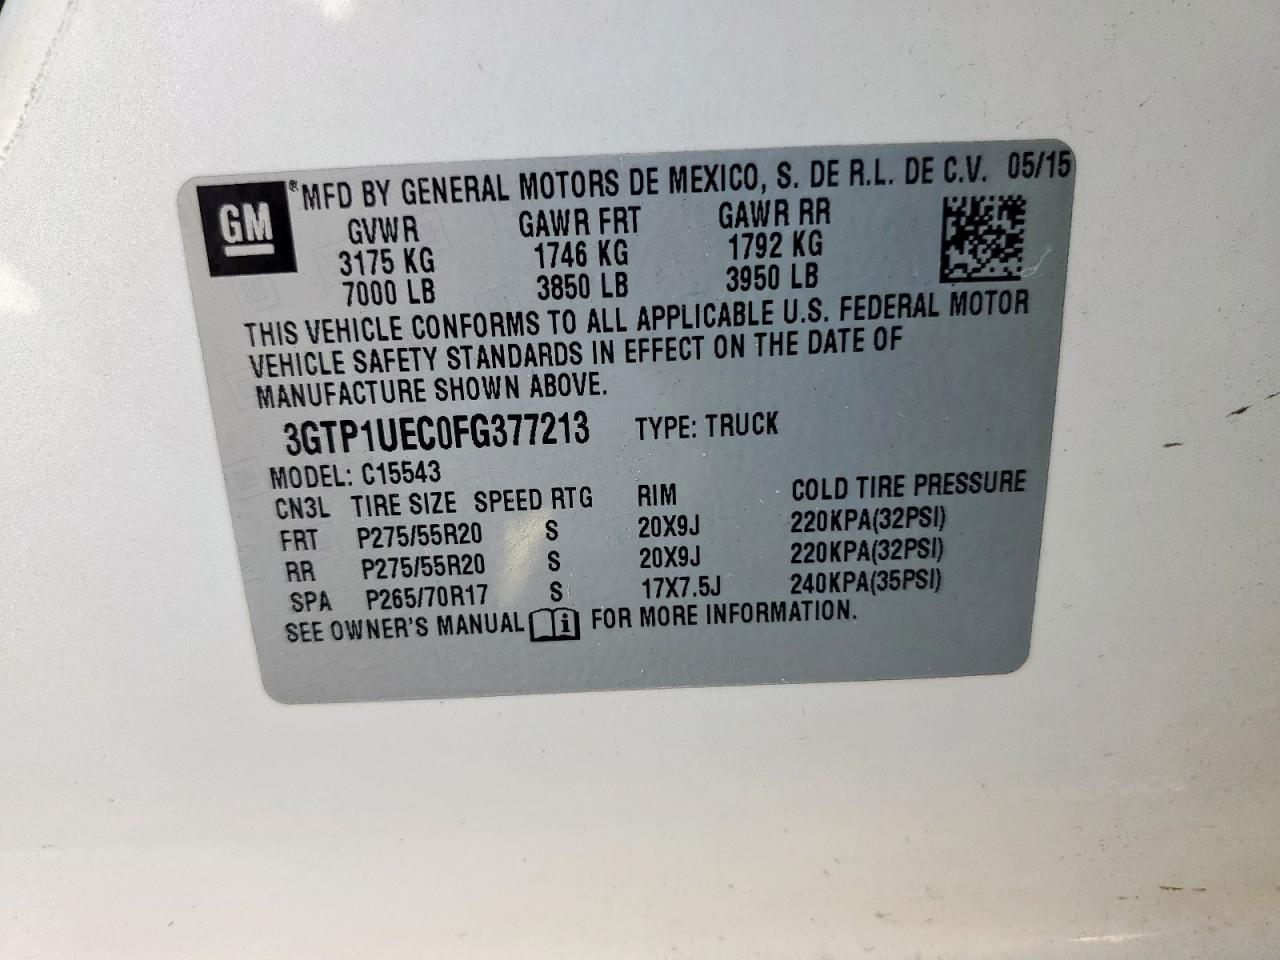 GM ® MFD BY GENERAL MOTORS DE MEXICO, S. DE R.L. DE C.V. 05/15
GVWR GAWR FRT GAWR RR
3175 KG 1746 KG 1792 KG
7000 LB 3850 LB 3950 LB
THIS VEHICLE CONFORMS TO ALL APPLICABLE U.S. FEDERAL MOTOR
VEHICLE SAFETY STANDARDS IN EFFECT ON THE DATE OF
MANUFACTURE SHOWN ABOVE.
3GTP1UEC0FG377213 TYPE: TRUCK
MODEL: C15543
CN3L TIRE SIZE SPEED RTG RIM COLD TIRE PRESSURE
FRT P275/55R20 S 20X9J 220KPA(32PSI)
RR P275/55R20 S 20X9J 220KPA(32PSI)
SPA P265/70R17 S 17X7.5J 240KPA(35PSI)
SEE OWNER'S MANUAL i FOR MORE INFORMATION.